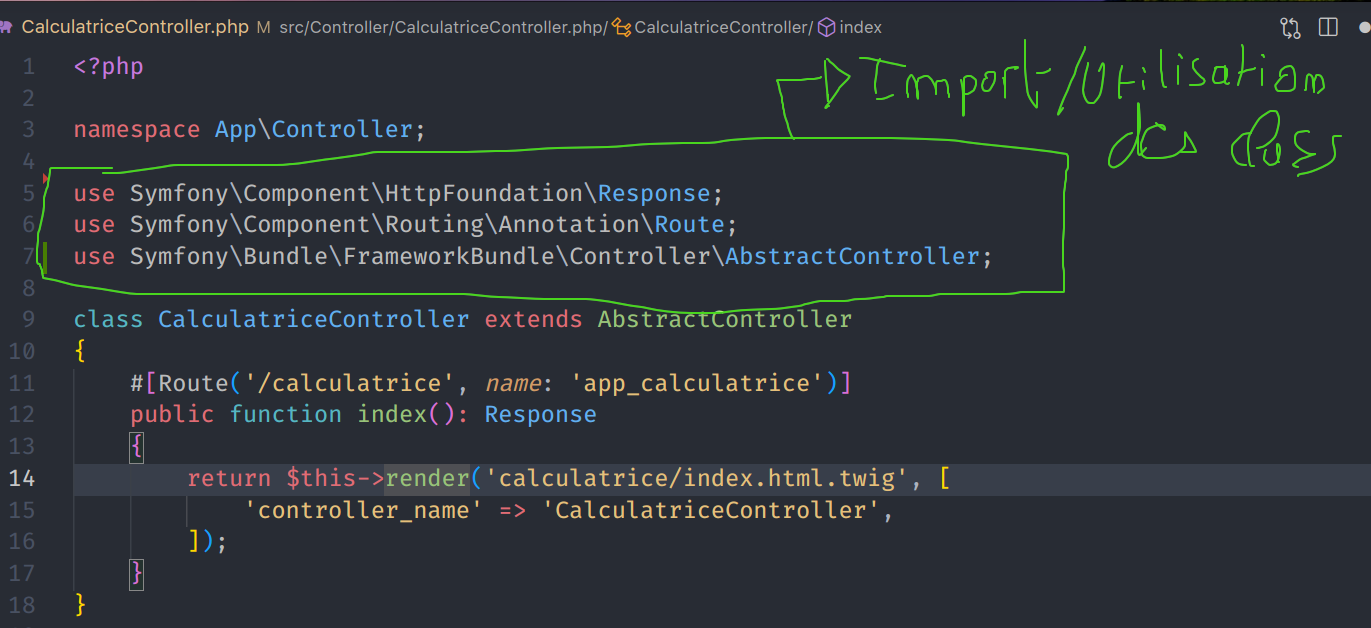 CalculatriceController.php M src/Controller/CalculatriceController.php/ CalculatriceController/ index
1 <?php
2
3 namespace App\Controller;
4
5 use Symfony\Component\HttpFoundation\Response;
6 use Symfony\Component\Routing\Annotation\Route;
7 use Symfony\Bundle\FrameworkBundle\Controller\AbstractController;
8
9 class CalculatriceController extends AbstractController
10 {
11 #[Route('/calculatrice', name: 'app_calculatrice')]
12 public function index(): Response
13 {
14 return $this->render('calculatrice/index.html.twig', [
15 'controller_name' => 'CalculatriceController',
16 ]);
17 }
18 }
Import/Utilisation
des class